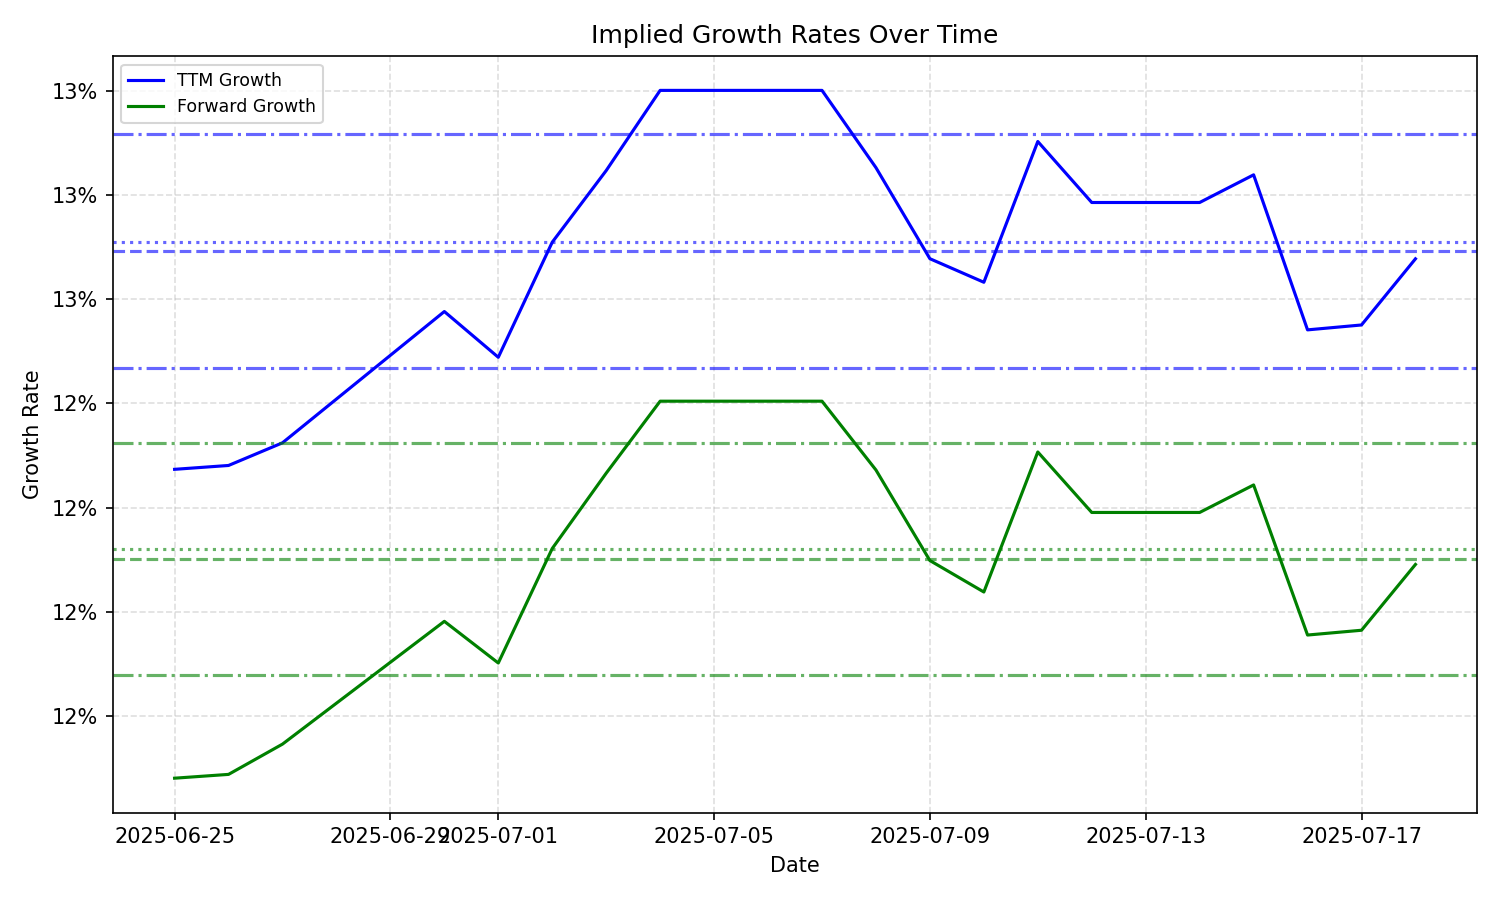 Implied Growth Rates Over Time
TTM Growth
Forward Growth
13%
13%
13%
12%
12%
12%
12%
Growth Rate
2025-06-25
2025-06-29
2025-07-01
2025-07-05
2025-07-09
2025-07-13
2025-07-17
Date